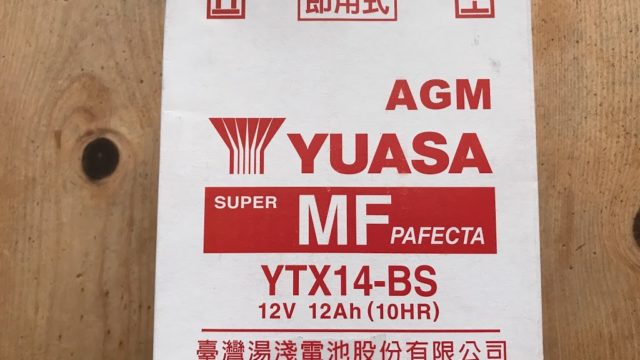 即用式
AGM
YUASA
SUPER MF PAFECTA
YTX14-BS
12V 12Ah (10HR)
臺灣湯淺電池股份有限公司